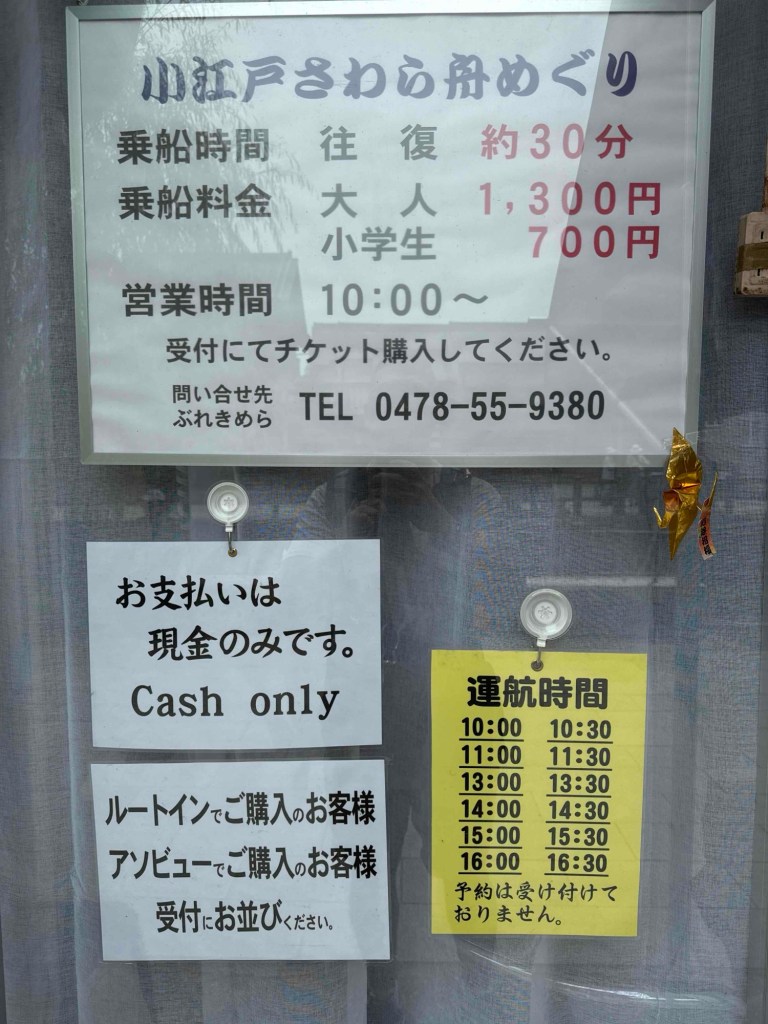 小江戸さわら舟めぐり
乗船時間 往 復 約30分
乗船料金 大 人 1,300円
小学生 700円
営業時間 10:00～
受付にてチケット購入してください。
問い合せ先
ぶれきめら TEL 0478-55-9380
お支払いは
現金のみです。
Cash only
ルートインでご購入のお客様
アソビューでご購入のお客様
受付にお並びください。
運航時間
10:00 10:30
11:00 11:30
13:00 13:30
14:00 14:30
15:00 15:30
16:00 16:30
予約は受け付けて
おりません。